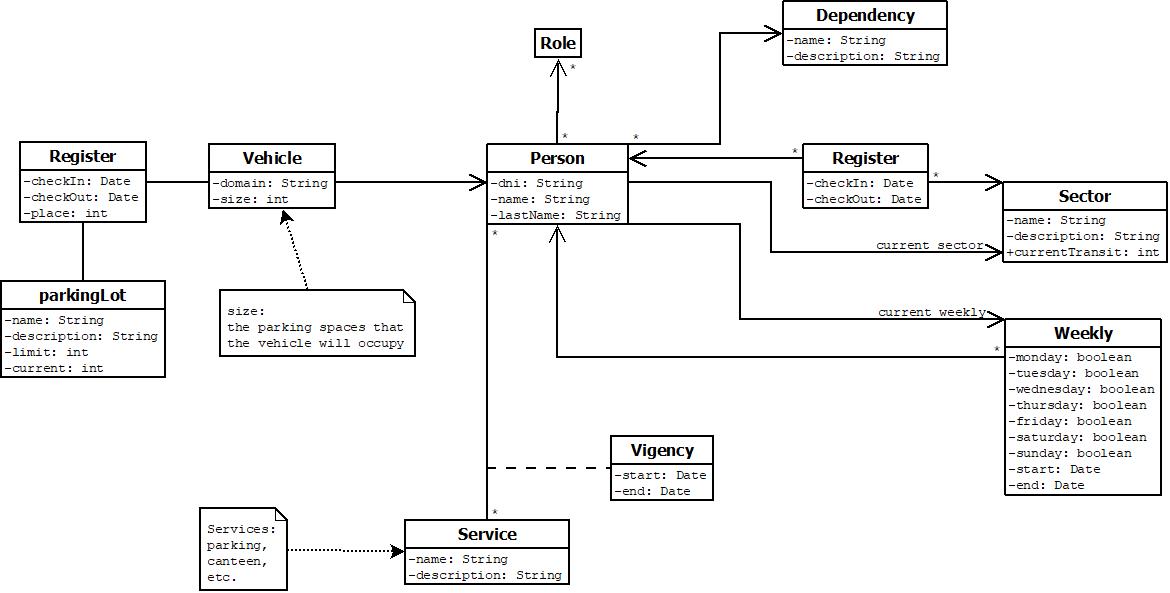 Dependency
-name: String
-description: String
Role
*
*
*
Register
-checkIn: Date
-checkOut: Date
-place: int
Vehicle
-domain: String
-size: int
Person
-dni: String
-name: String
-lastName: String
*
*
Register
-checkIn: Date
-checkOut: Date
*
Sector
-name: String
-description: String
+currentTransit: int
current sector
parkingLot
-name: String
-description: String
-limit: int
-current: int
size:
the parking spaces that
the vehicle will occupy
current weekly
*
Weekly
-monday: boolean
-tuesday: boolean
-wednesday: boolean
-thursday: boolean
-friday: boolean
-saturday: boolean
-sunday: boolean
-start: Date
-end: Date
Vigency
-start: Date
-end: Date
*
Services:
parking,
canteen,
etc.
Service
-name: String
-description: String